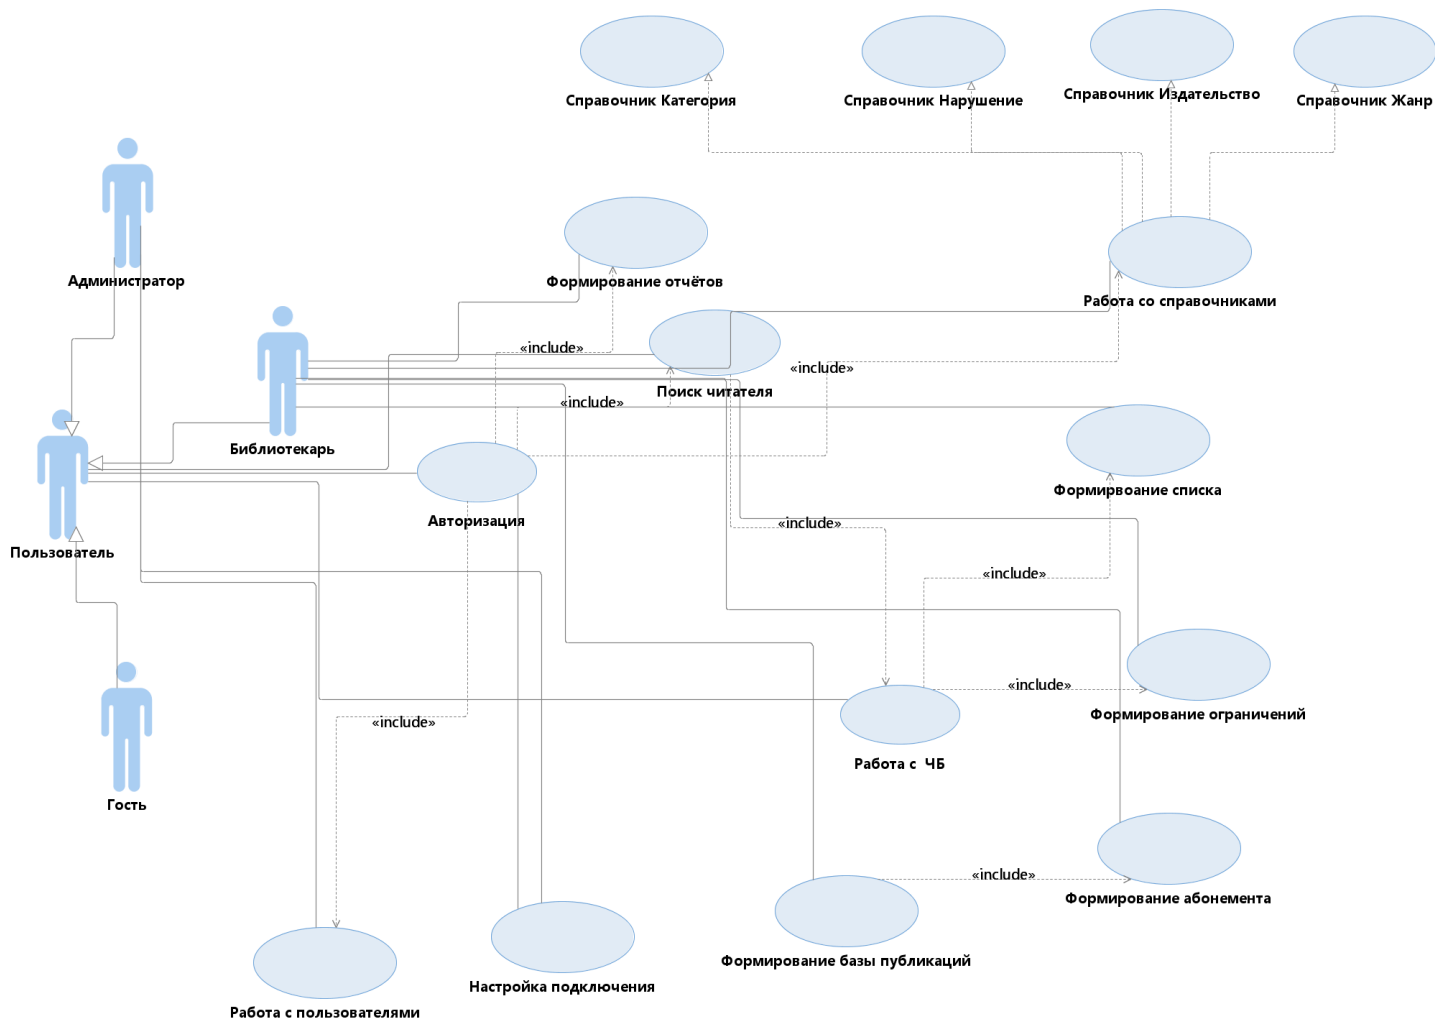 Справочник Категория
Справочник Нарушение
Справочник Издательство
Справочник Жанр
Администратор
Формирование отчётов
Работа со справочниками
«include»
«include»
Поиск читателя
«include»
Библиотекарь
Формирвоание списка
Авторизация
«include»
Пользователь
«include»
«include»
Формирование ограничений
«include»
Работа с ЧБ
Гость
«include»
Формирование абонемента
Формирование базы публикаций
Настройка подключения
Работа с пользователями